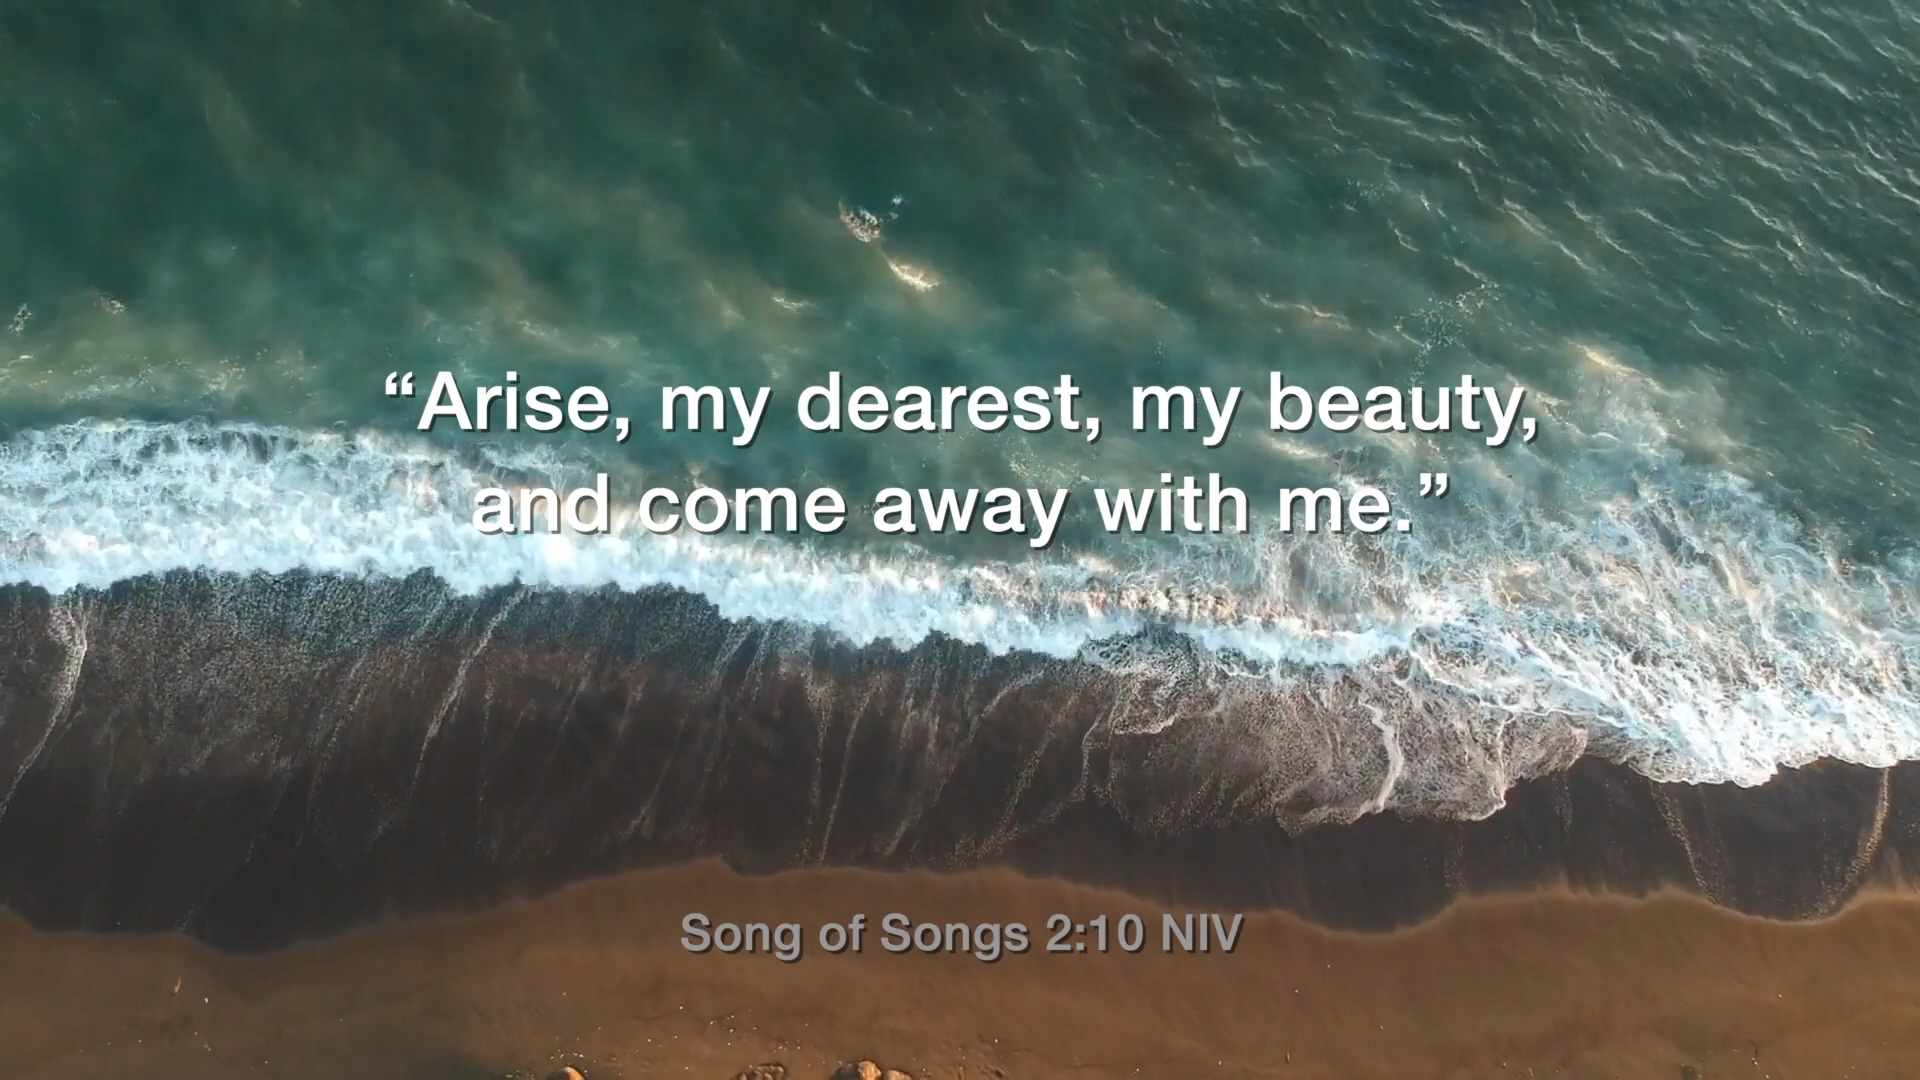 “Arise, my dearest, my beauty,
and come away with me.”
Song of Songs 2:10 NIV